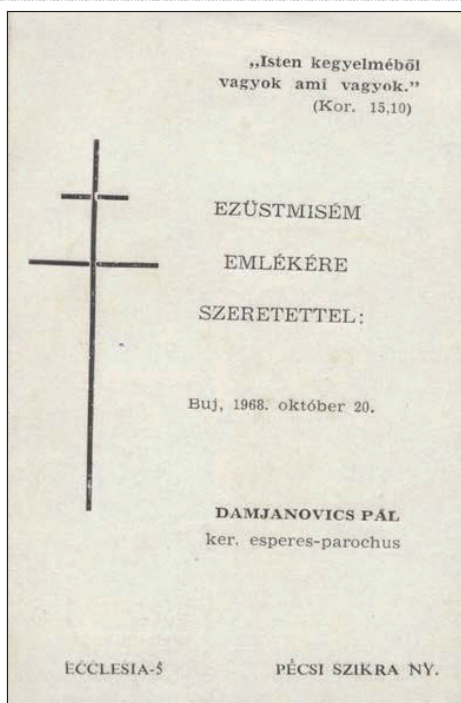 „Isten kegyelméből
vagyok ami vagyok.”
(Kor. 15,10)
EZÜSTMISÉM
EMLÉKÉRE
SZERETETTEL:
Buj, 1968. október 20.
DAMJANOVICS PÁL
ker. esperes-parochus
ECCLESIA-5 PÉCSI SZIKRA NY.